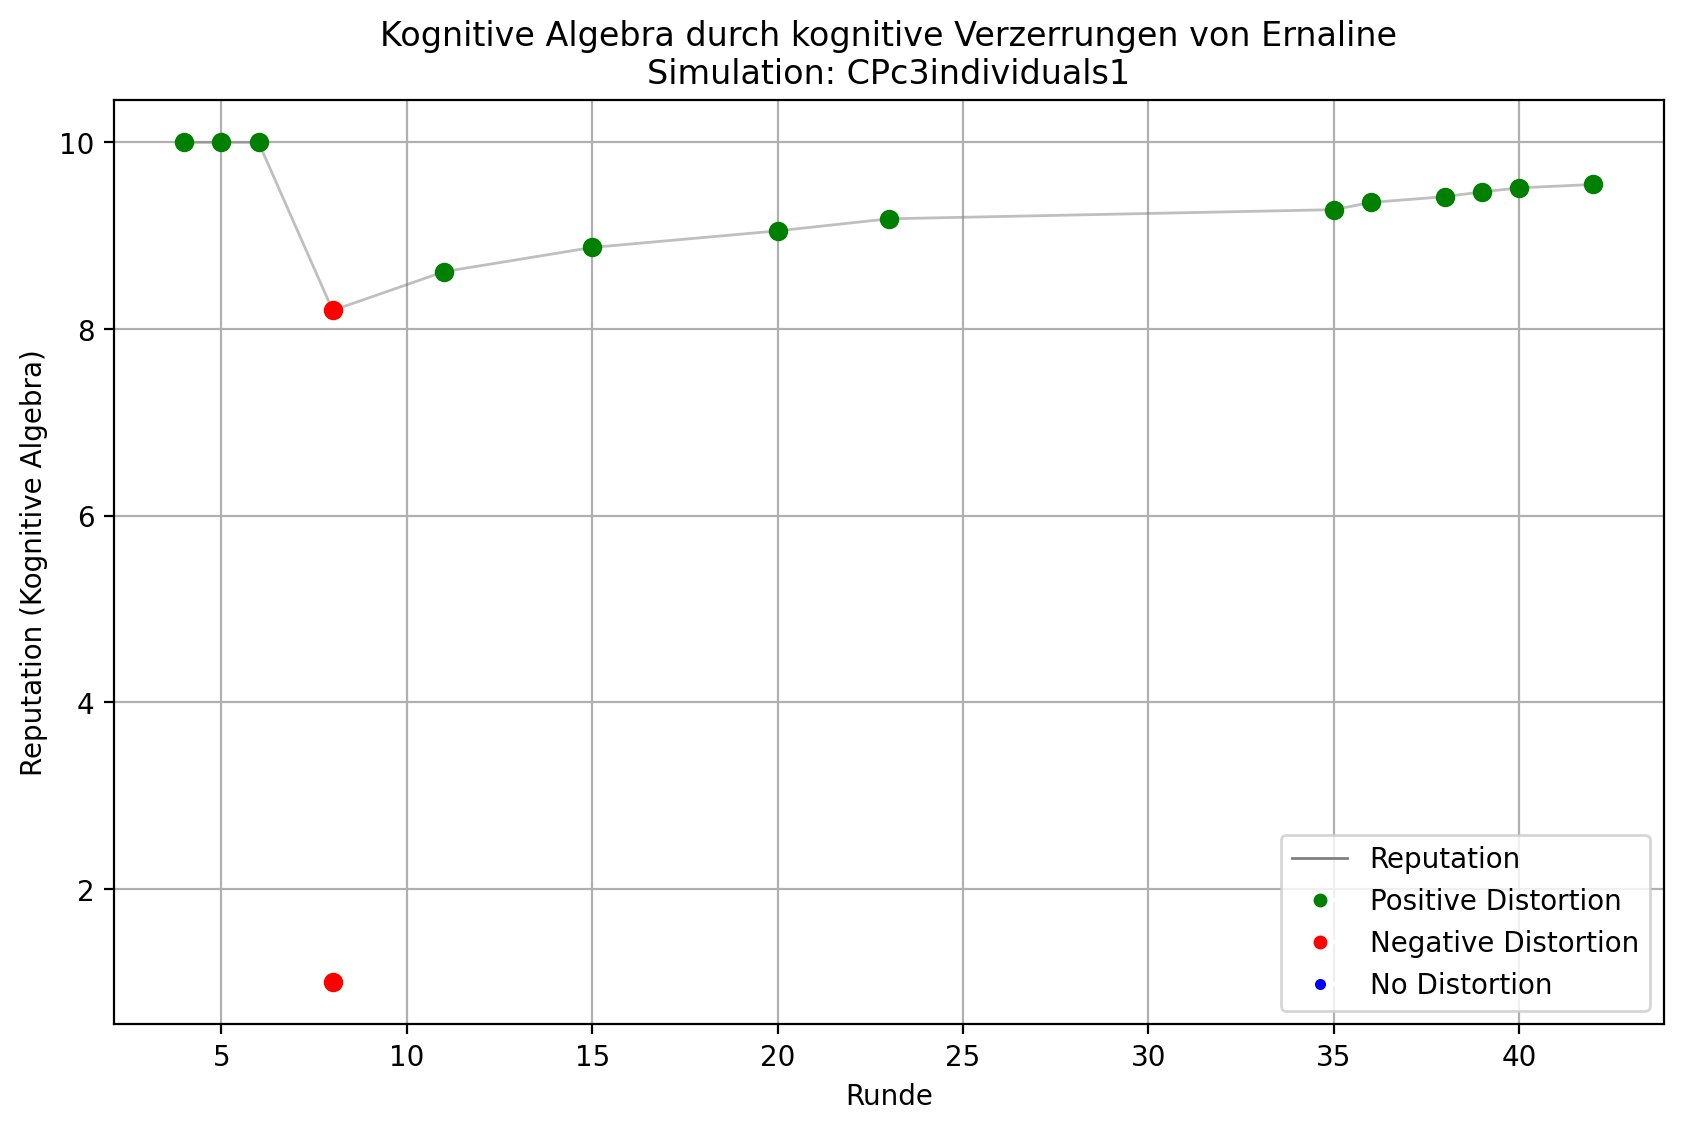 Kognitive Algebra durch kognitive Verzerrungen von Ernaline
Simulation: CPc3individuals1
Reputation (Kognitive Algebra)
10
8
6
4
2
5 10 15 20 25 30 35 40
Runde
Reputation
Positive Distortion
Negative Distortion
No Distortion